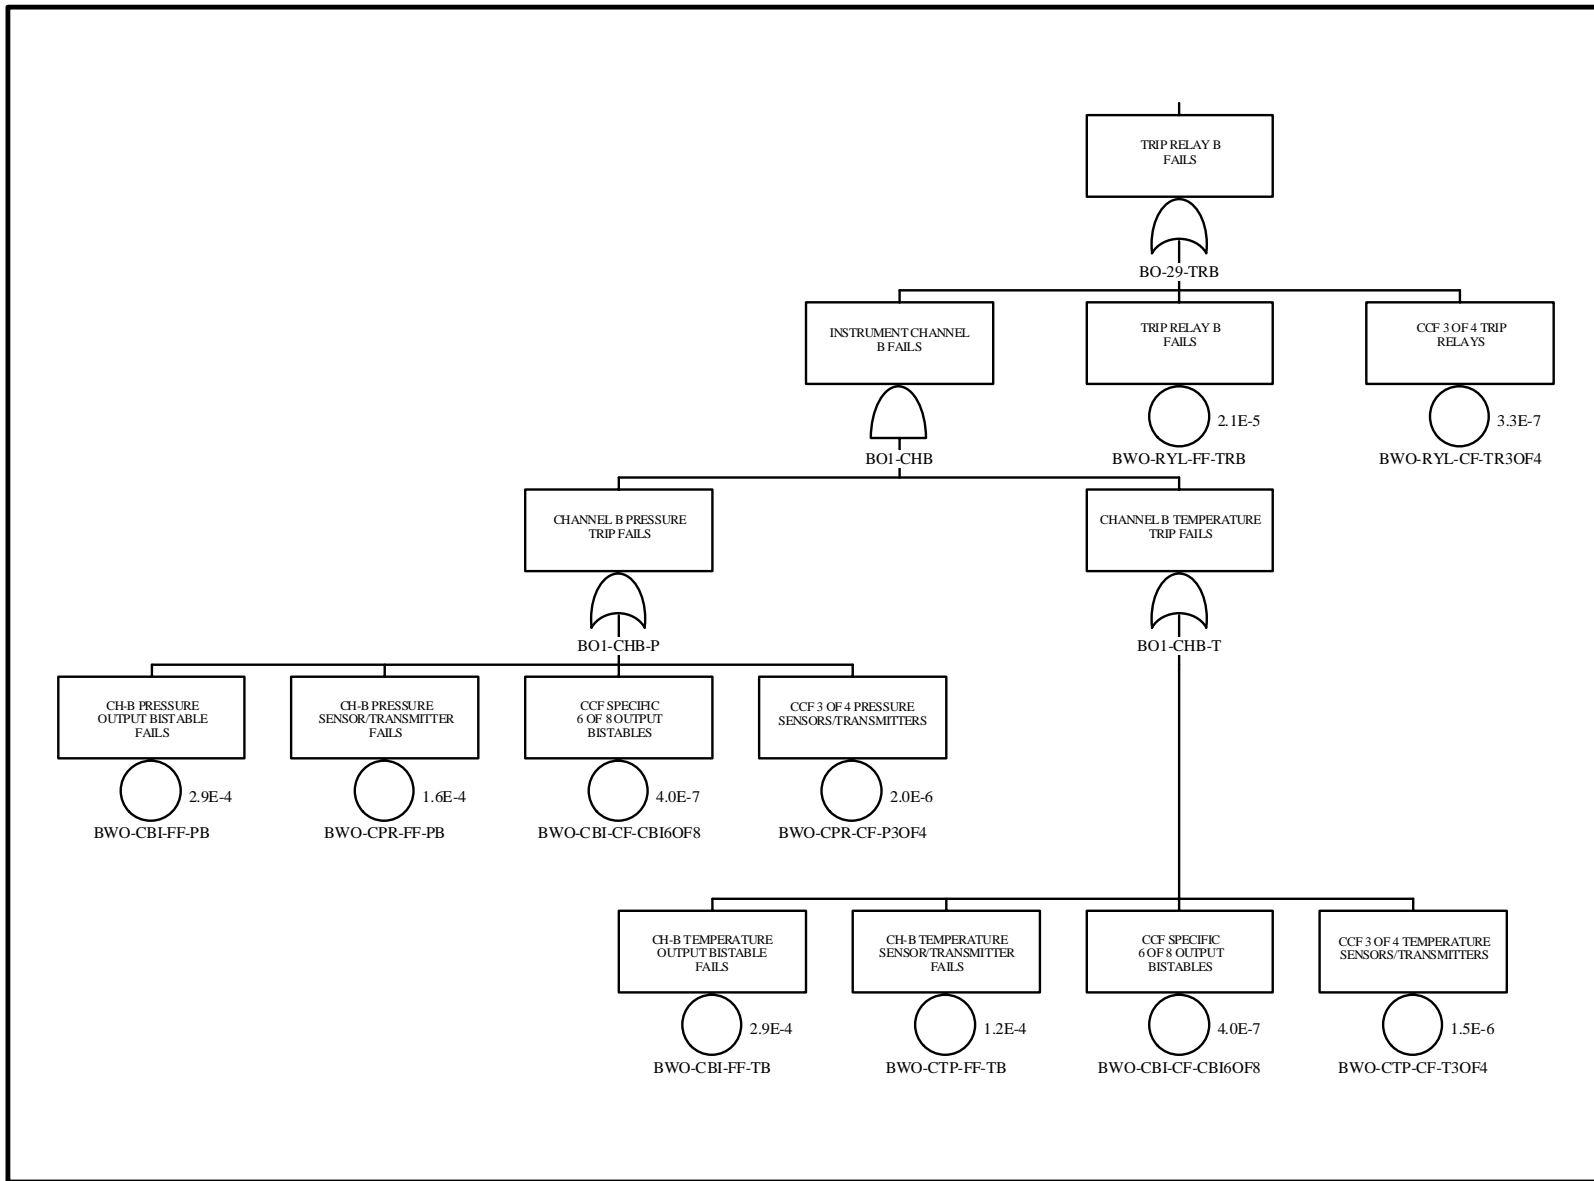 TRIP RELAY B
FAILS
BO-29-TRB
INSTRUMENT CHANNEL
B FAILS
TRIP RELAY B
FAILS
CCF 3 OF 4 TRIP
RELAYS
2.1E-5
3.3E-7
BO1-CHB
BWO-RYL-FF-TRB
BWO-RYL-CF-TR3OF4
CHANNEL B PRESSURE
TRIP FAILS
CHANNEL B TEMPERATURE
TRIP FAILS
BO1-CHB-P
BO1-CHB-T
CH-B PRESSURE
OUTPUT BISTABLE
FAILS
CH-B PRESSURE
SENSOR/TRANSMITTER
FAILS
CCF SPECIFIC
6 OF 8 OUTPUT
BISTABLES
CCF 3 OF 4 PRESSURE
SENSORS/TRANSMITTERS
2.9E-4
1.6E-4
4.0E-7
2.0E-6
BWO-CBI-FF-PB
BWO-CPR-FF-PB
BWO-CBI-CF-CBI6OF8
BWO-CPR-CF-P3OF4
CH-B TEMPERATURE
OUTPUT BISTABLE
FAILS
CH-B TEMPERATURE
SENSOR/TRANSMITTER
FAILS
CCF SPECIFIC
6 OF 8 OUTPUT
BISTABLES
CCF 3 OF 4 TEMPERATURE
SENSORS/TRANSMITTERS
2.9E-4
1.2E-4
4.0E-7
1.5E-6
BWO-CBI-FF-TB
BWO-CTP-FF-TB
BWO-CBI-CF-CBI6OF8
BWO-CTP-CF-T3OF4